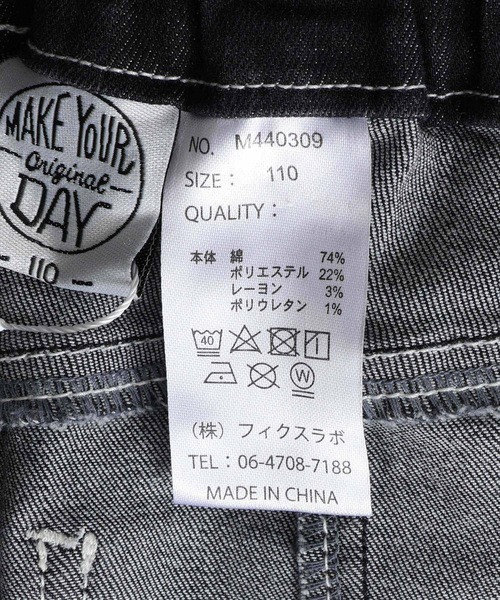 MAKE YOUR
Original
DAY
110
NO. M440309
SIZE： 110
QUALITY：
本体 綿 74%
ポリエステル 22%
レーヨン 3%
ポリウレタン 1%
40
W
（株）フィクスラボ
TEL：06-4708-7188
MADE IN CHINA